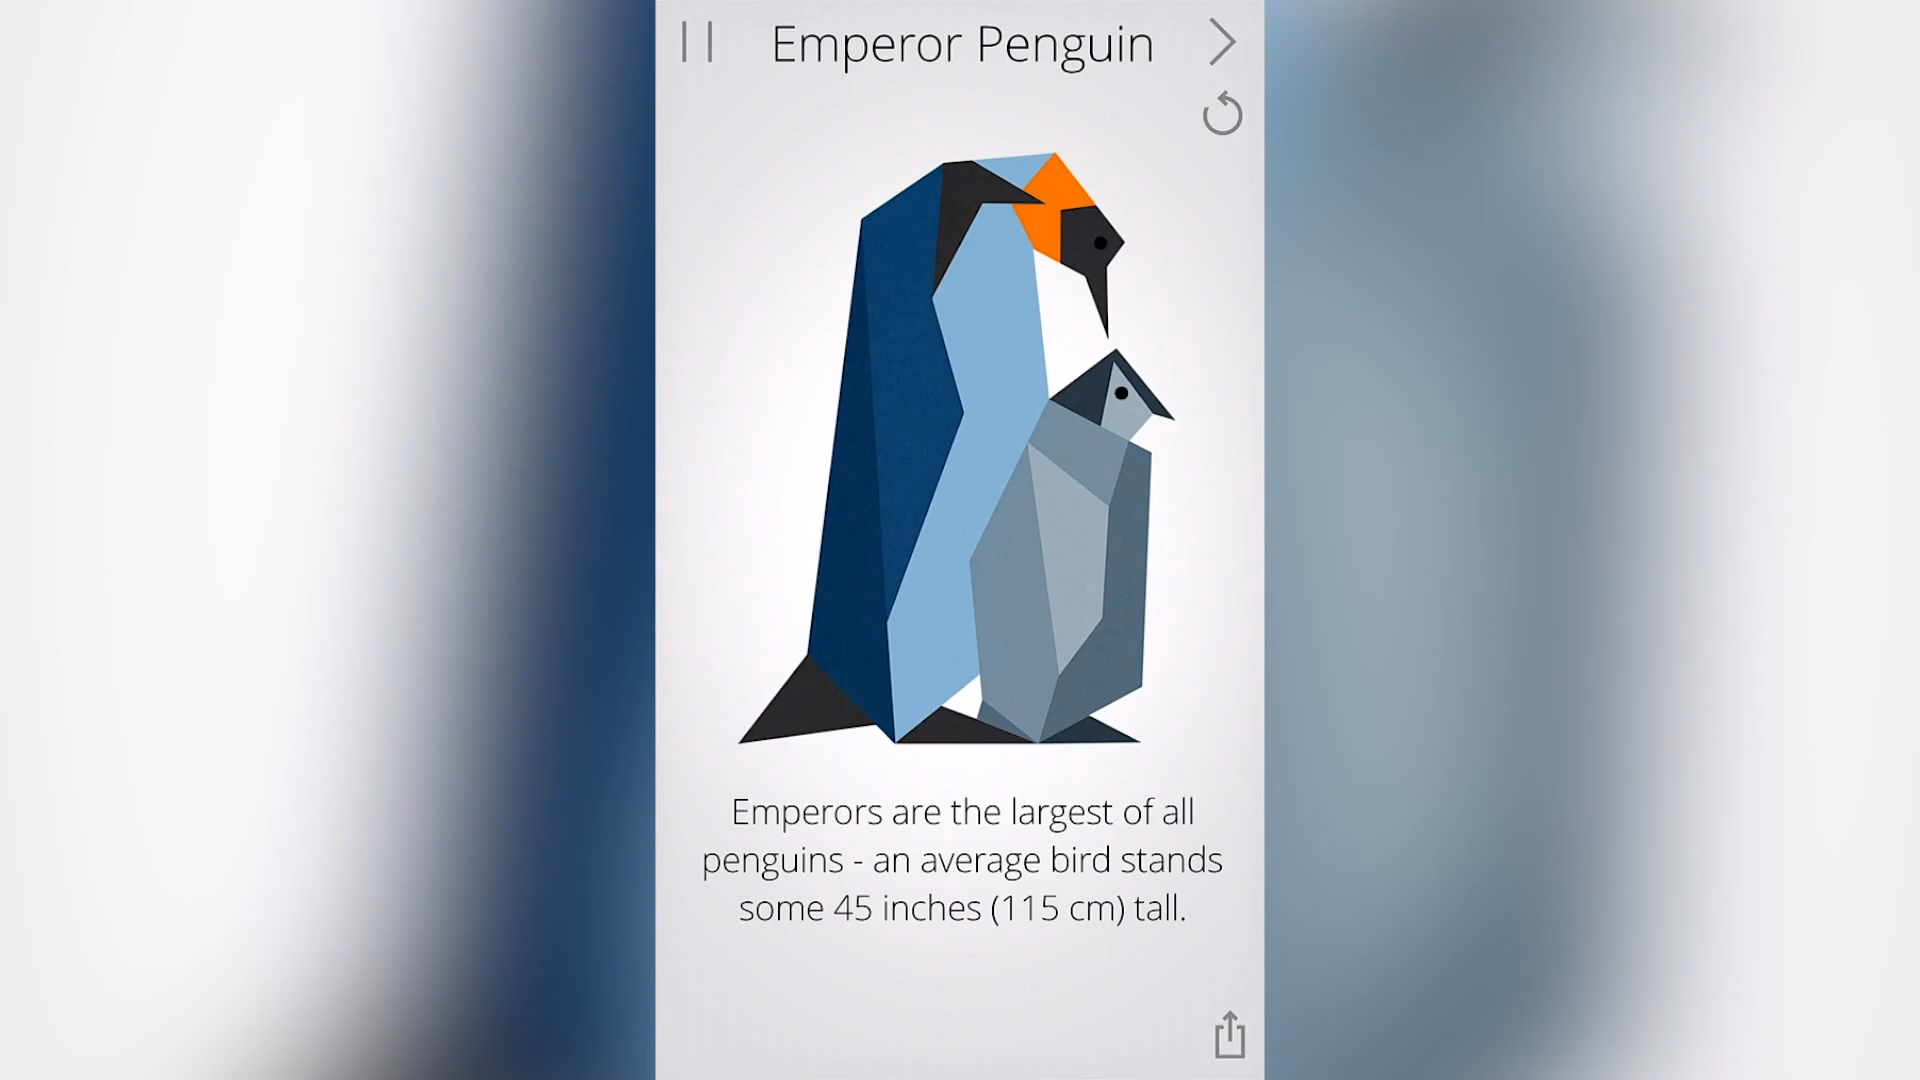 Emperor Penguin
Emperors are the largest of all
penguins - an average bird stands
some 45 inches (115 cm) tall.